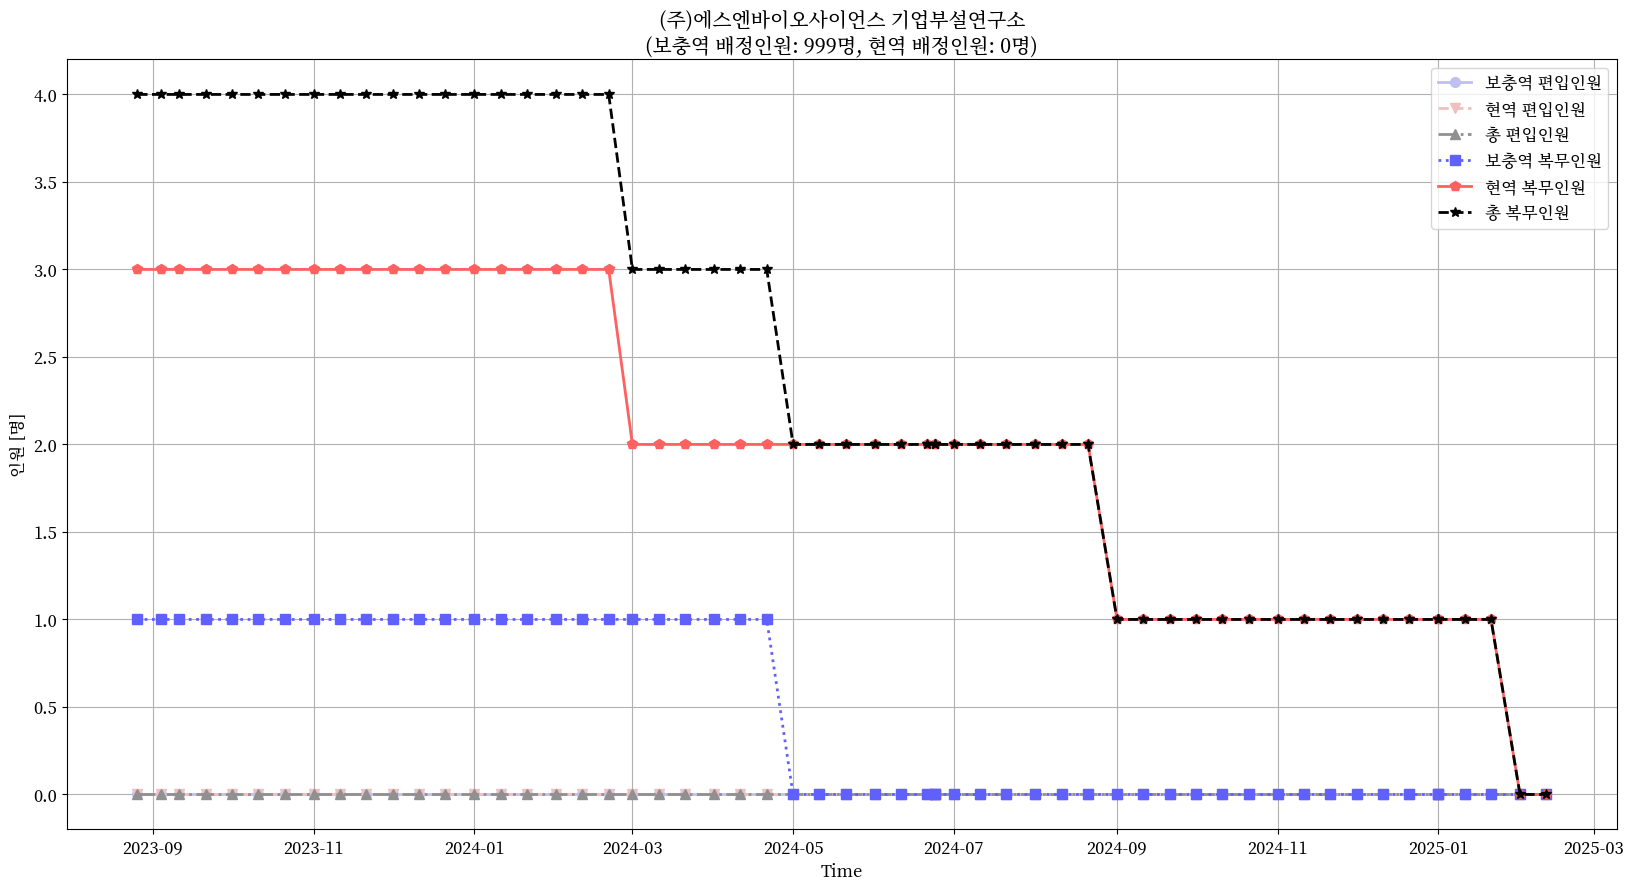 (주)에스엔바이오사이언스 기업부설연구소
(보충역 배정인원: 999명, 현역 배정인원: 0명)
보충역 편입인원
현역 편입인원
총 편입인원
보충역 복무인원
현역 복무인원
총 복무인원
인원 [명]
4.0
3.5
3.0
2.5
2.0
1.5
1.0
0.5
0.0
2023-09
2023-11
2024-01
2024-03
2024-05
2024-07
2024-09
2024-11
2025-01
2025-03
Time